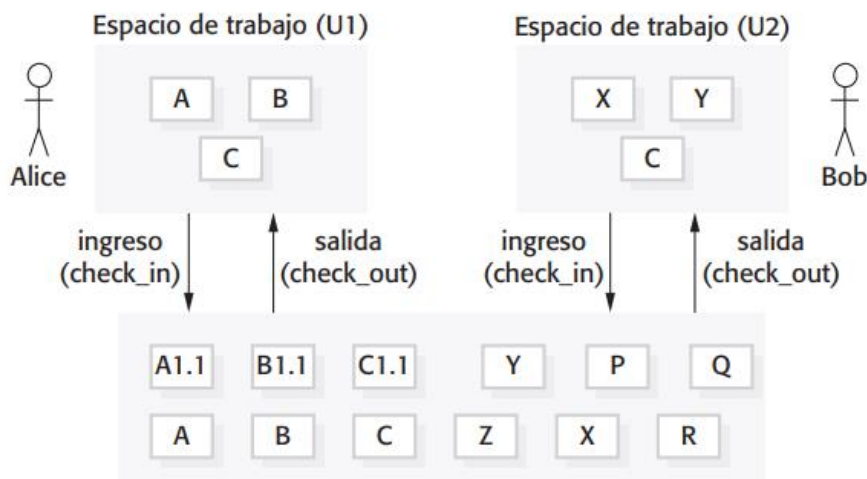 Espacio de trabajo (U1)
Espacio de trabajo (U2)
A
B
C
X
Y
C
Alice
Bob
ingreso
(check_in)
salida
(check_out)
ingreso
(check_in)
salida
(check_out)
A1.1
B1.1
C1.1
Y
P
Q
A
B
C
Z
X
R